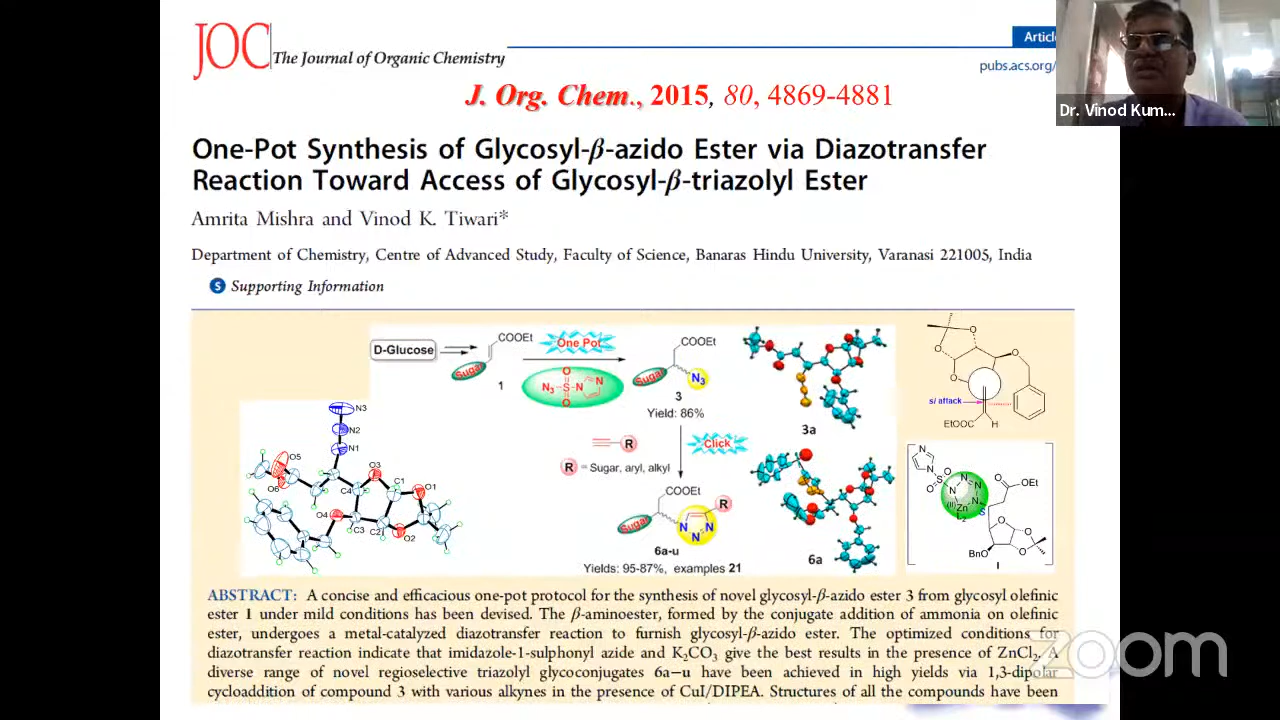 JOC The Journal of Organic Chemistry
Article
pubs.acs.org/
J. Org. Chem., 2015, 80, 4869-4881
Dr. Vinod Kum...
One-Pot Synthesis of Glycosyl-β-azido Ester via Diazotransfer
Reaction Toward Access of Glycosyl-β-triazolyl Ester
Amrita Mishra and Vinod K. Tiwari*
Department of Chemistry, Centre of Advanced Study, Faculty of Science, Banaras Hindu University, Varanasi 221005, India
S Supporting Information
D-Glucose
COOEt
Sugar
1
One Pot
O
N3-S-N
N
O
COOEt
Sugar
N3
3
Yield: 86%
3a
R
R = Sugar, aryl, alkyl
Click
COOEt
Sugar
R
N
N
N
6a-u
Yields: 95-87%, examples 21
6a
N3
N2
N1
O5
O6
O3
C4
C1
O1
O4
C3
C2
O2
O
O
O
O
si attack
EtOOC
H
N
N
O
S
O
N
N
N
N
(II)Zn
L2
O
OEt
O
O
O
BnO
I
ABSTRACT: A concise and efficacious one-pot protocol for the synthesis of novel glycosyl-β-azido ester 3 from glycosyl olefinic
ester 1 under mild conditions has been devised. The β-aminoester, formed by the conjugate addition of ammonia on olefinic
ester, undergoes a metal-catalyzed diazotransfer reaction to furnish glycosyl-β-azido ester. The optimized conditions for
diazotransfer reaction indicate that imidazole-1-sulphonyl azide and K2CO3 give the best results in the presence of ZnCl2. A
diverse range of novel regioselective triazolyl glycoconjugates 6a−u have been achieved in high yields via 1,3-dipolar
cycloaddition of compound 3 with various alkynes in the presence of CuI/DIPEA. Structures of all the compounds have been
zoom